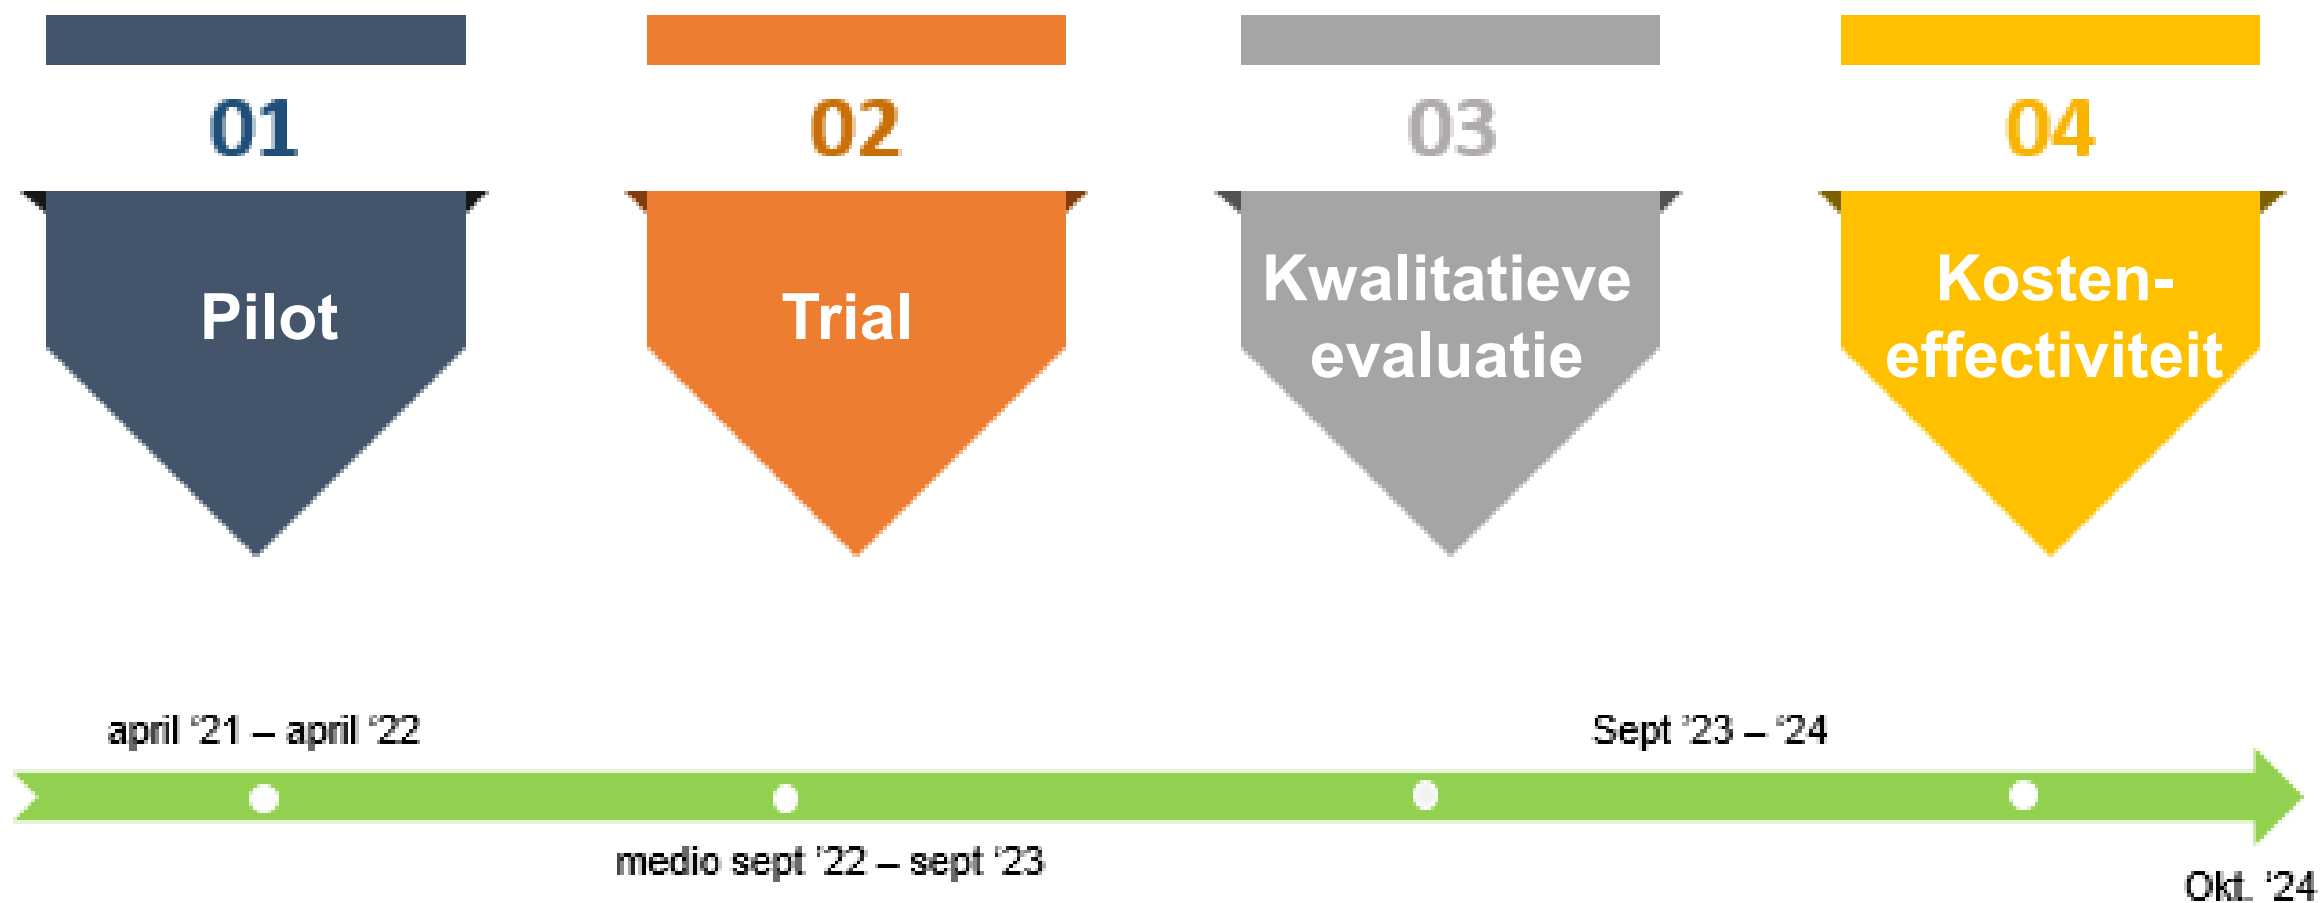 01
02
03
04
Pilot
Trial
Kwalitatieve
evaluatie
Kosten-
effectiviteit
april ‘21 – april ‘22
Sept ‘23 – ‘24
medio sept ’22 – sept ‘23
Okt. ‘24